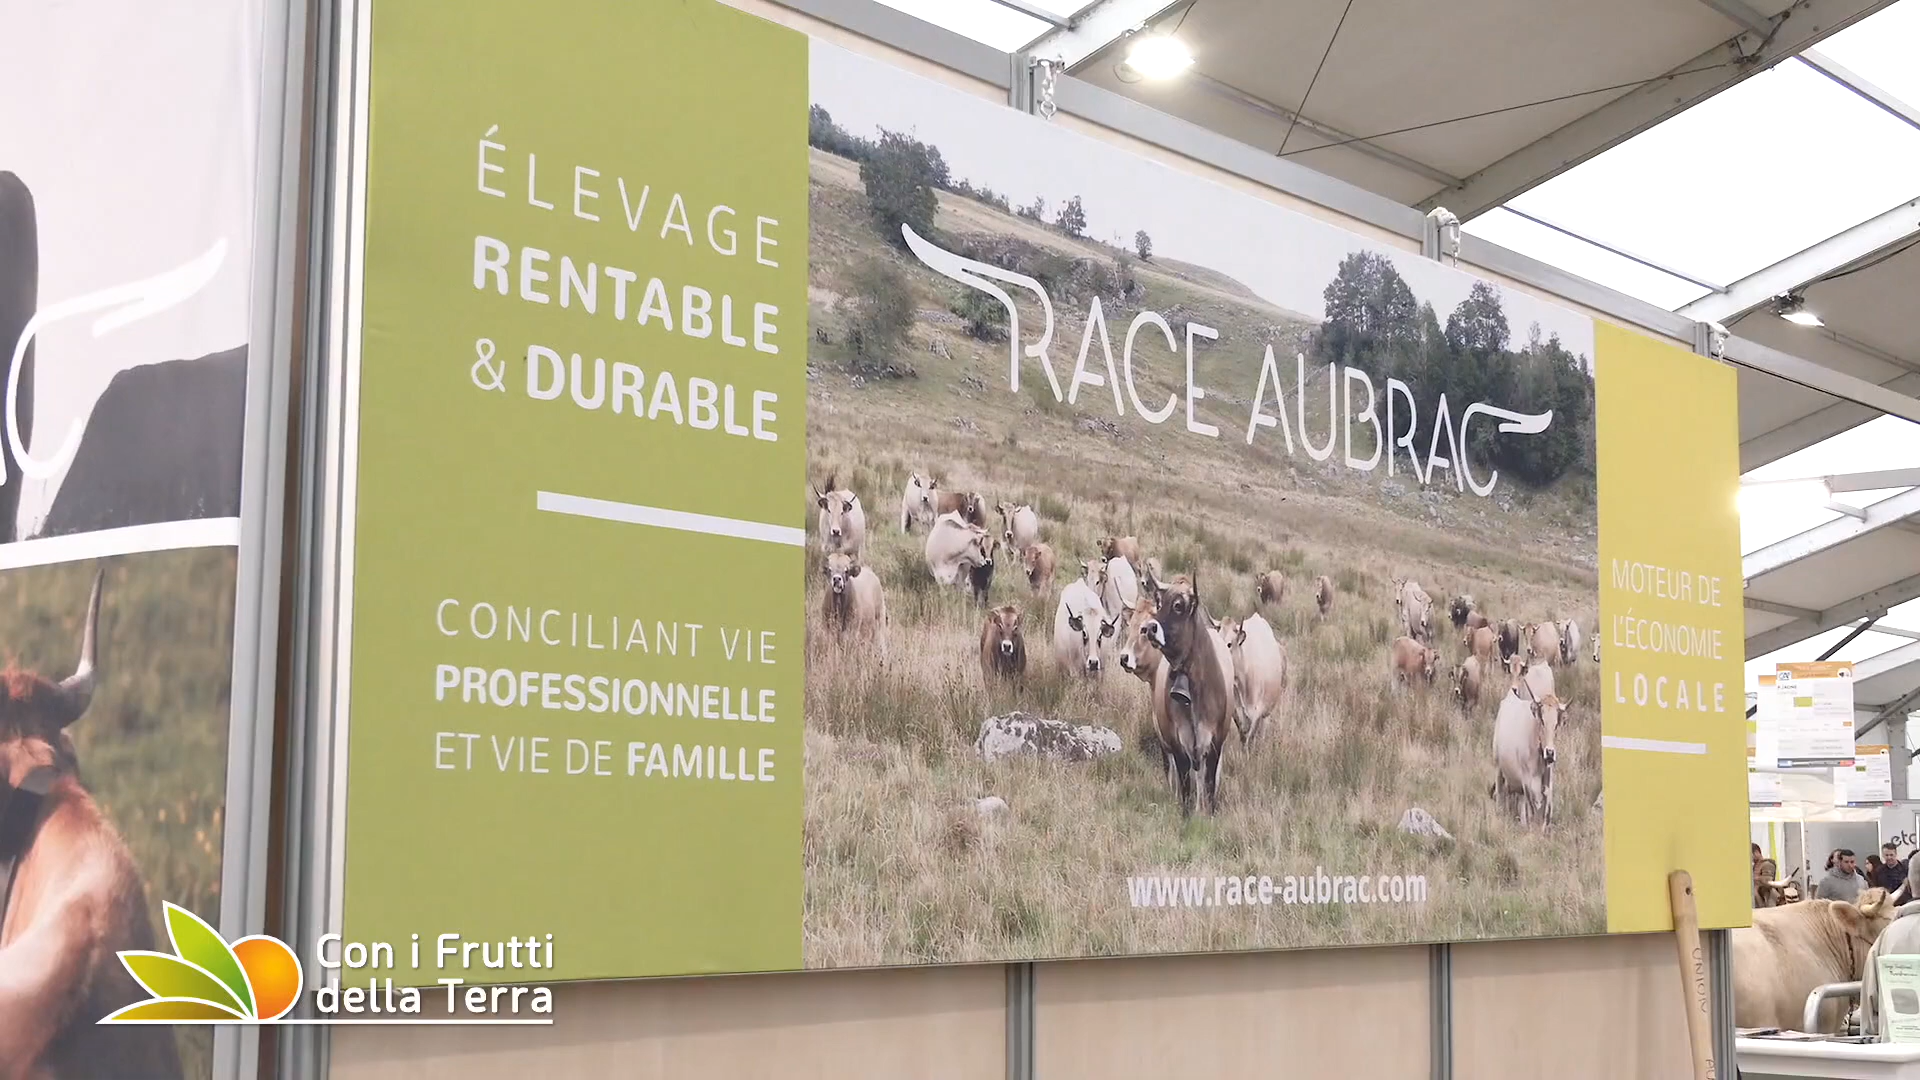 ÉLEVAGE
RENTABLE
& DURABLE
CONCILIANT VIE
PROFESSIONNELLE
ET VIE DE FAMILLE
RACE AUBRAC
www.race-aubrac.com
MOTEUR DE
L'ÉCONOMIE
LOCALE
UNION
Con i Frutti
della Terra